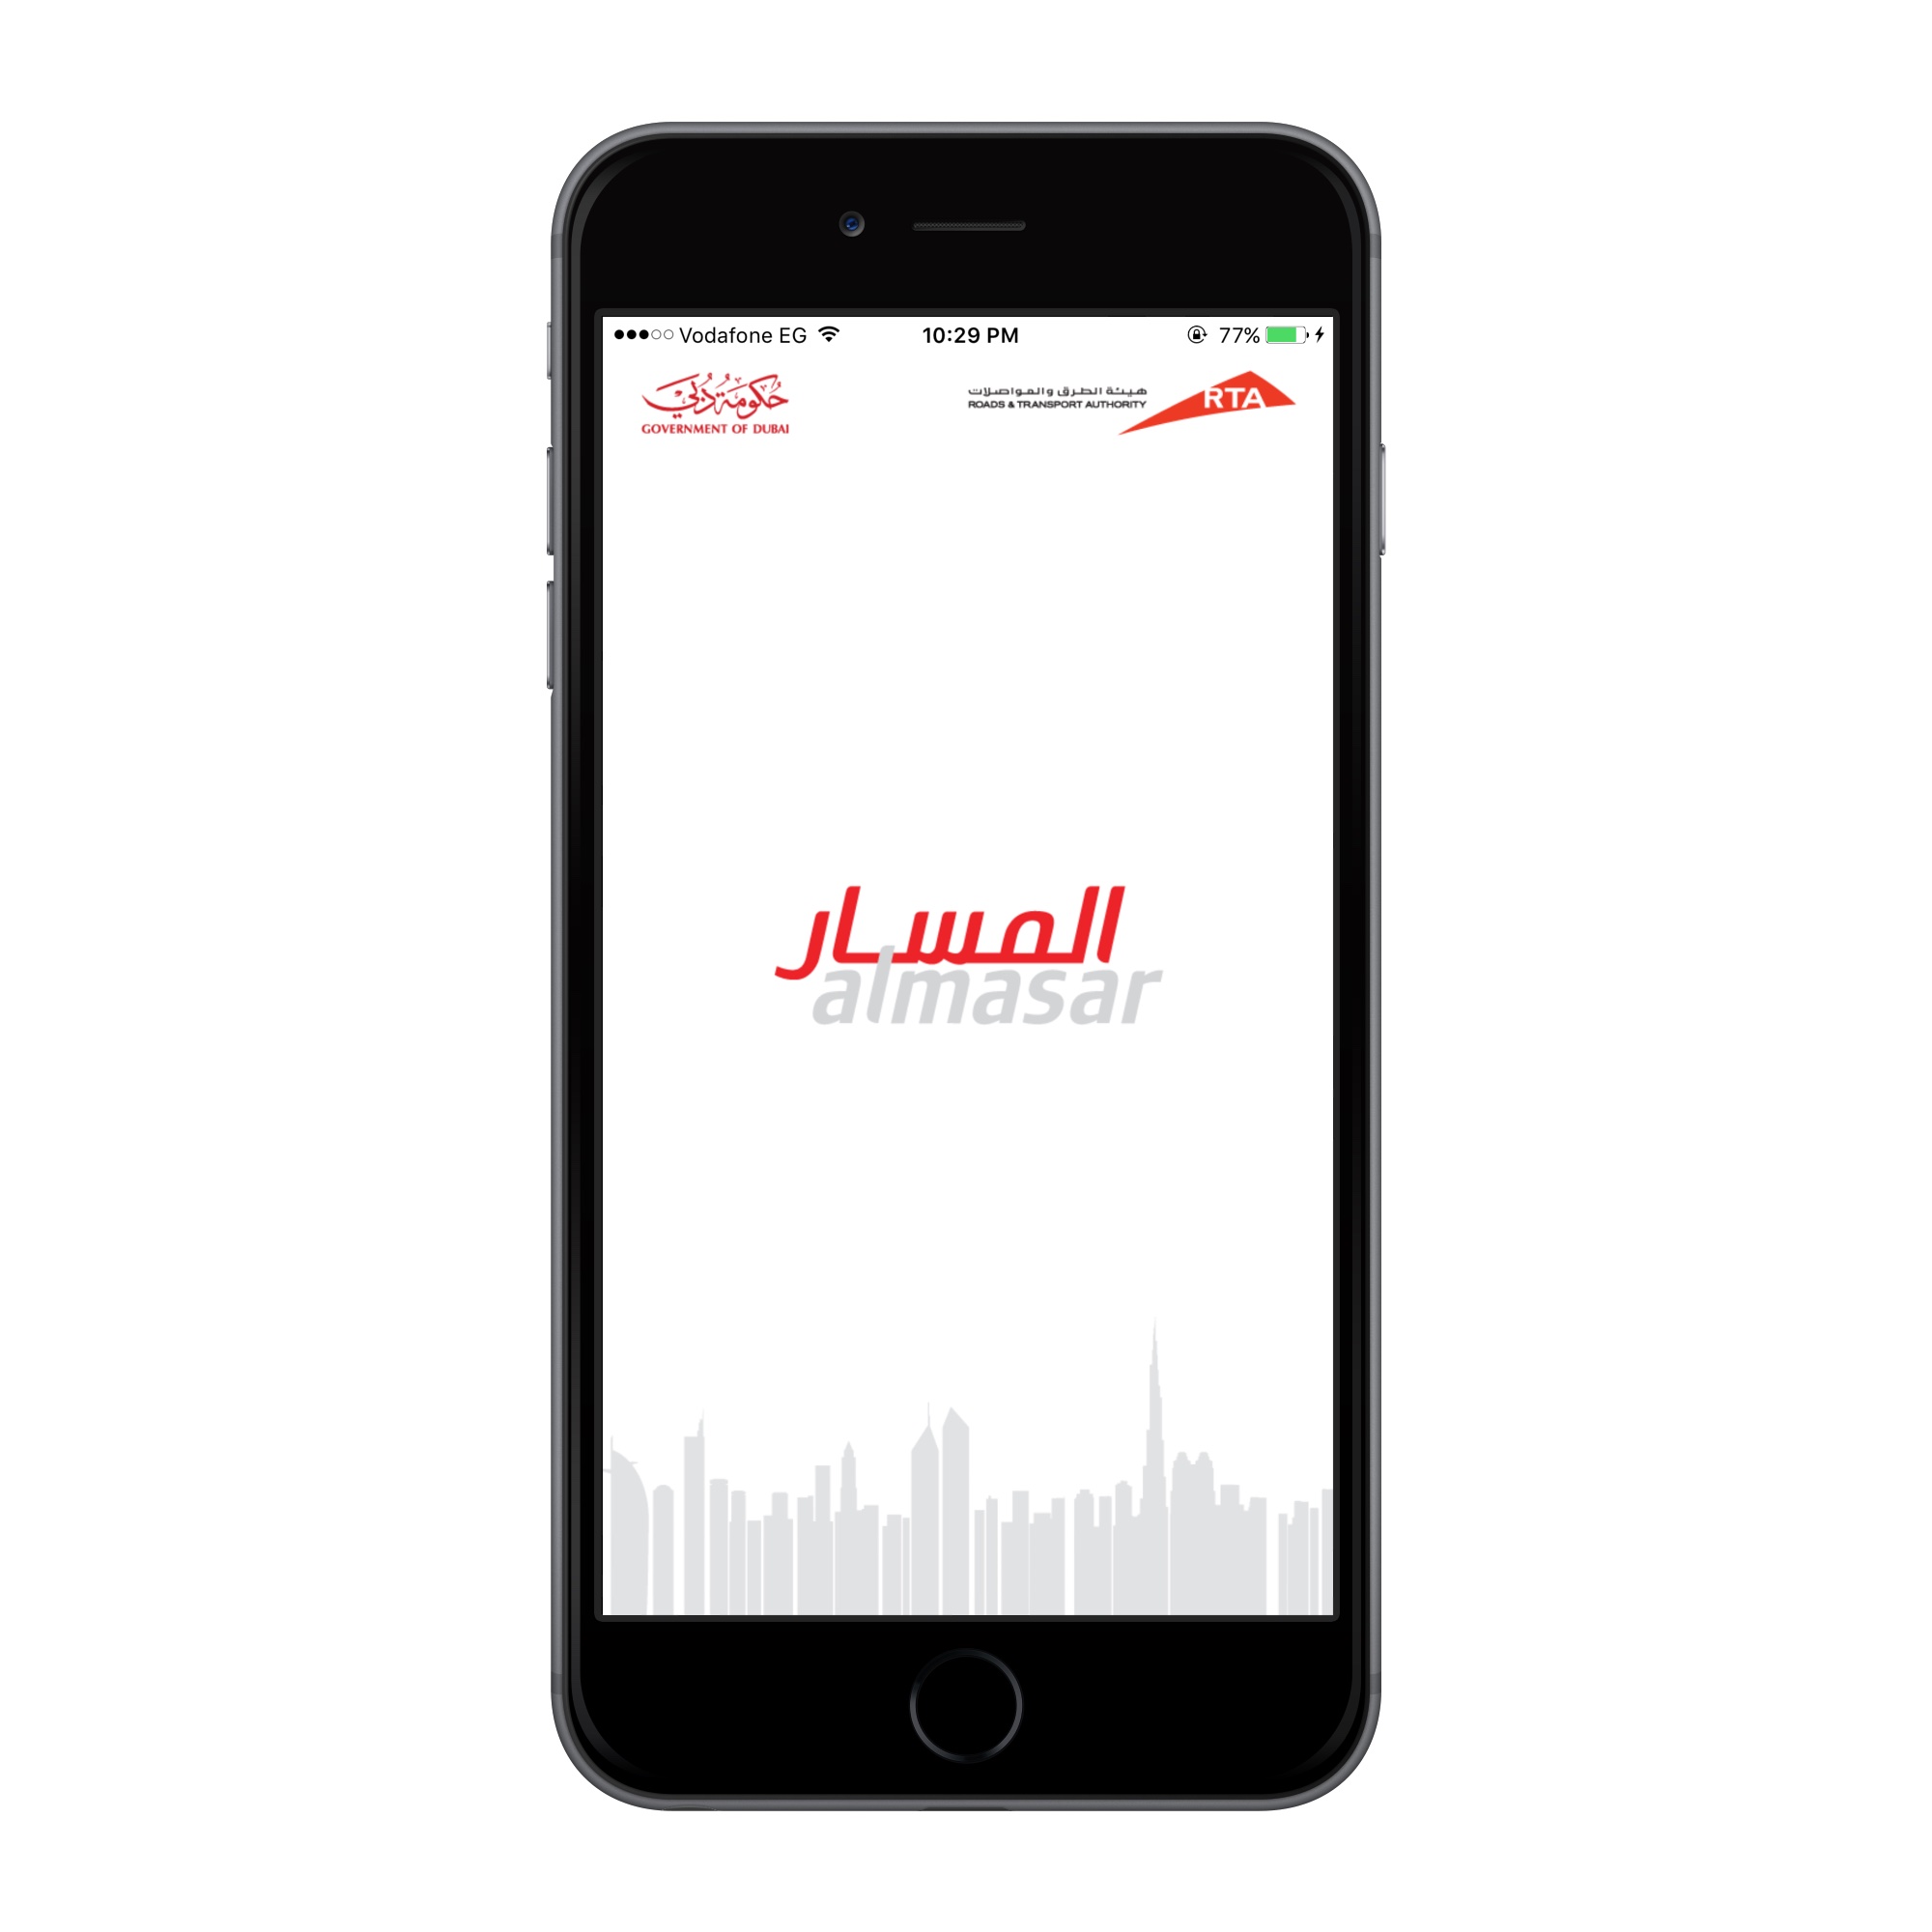 Vodafone EG 10:29 PM 77%
حكومة دبي
GOVERNMENT OF DUBAI
هيئة الطرق والمواصلات
ROADS & TRANSPORT AUTHORITY
RTA
المسار
almasar